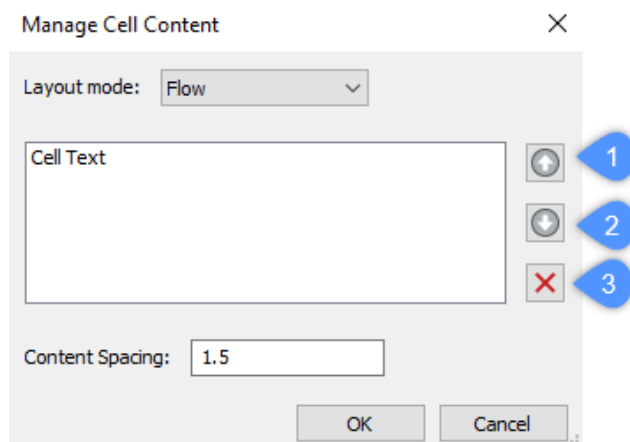 Manage Cell Content
Layout mode: Flow
Cell Text
1
2
3
Content Spacing: 1.5
OK Cancel